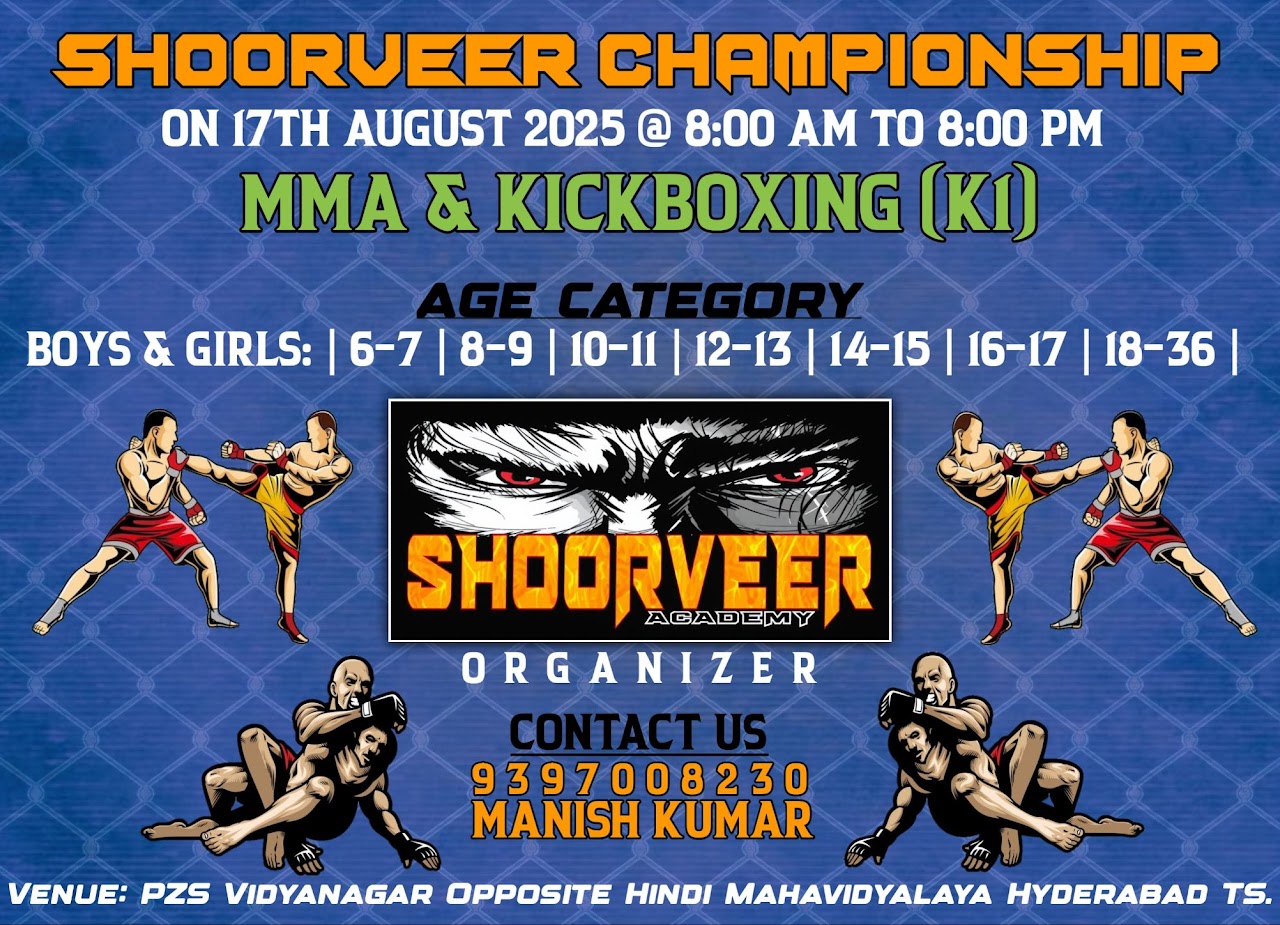 SHOORVEER CHAMPIONSHIP
ON 17TH AUGUST 2025 @ 8:00 AM TO 8:00 PM
MMA & KICKBOXING (K1)
AGE CATEGORY
BOYS & GIRLS: | 6-7 | 8-9 | 10-11 | 12-13 | 14-15 | 16-17 | 18-36 |
SHOORVEER
ACADEMY
ORGANIZER
CONTACT US
9397008230
MANISH KUMAR
VENUE: PZS VIDYANAGAR OPPOSITE HINDI MAHAVIDYALAYA HYDERABAD TS.